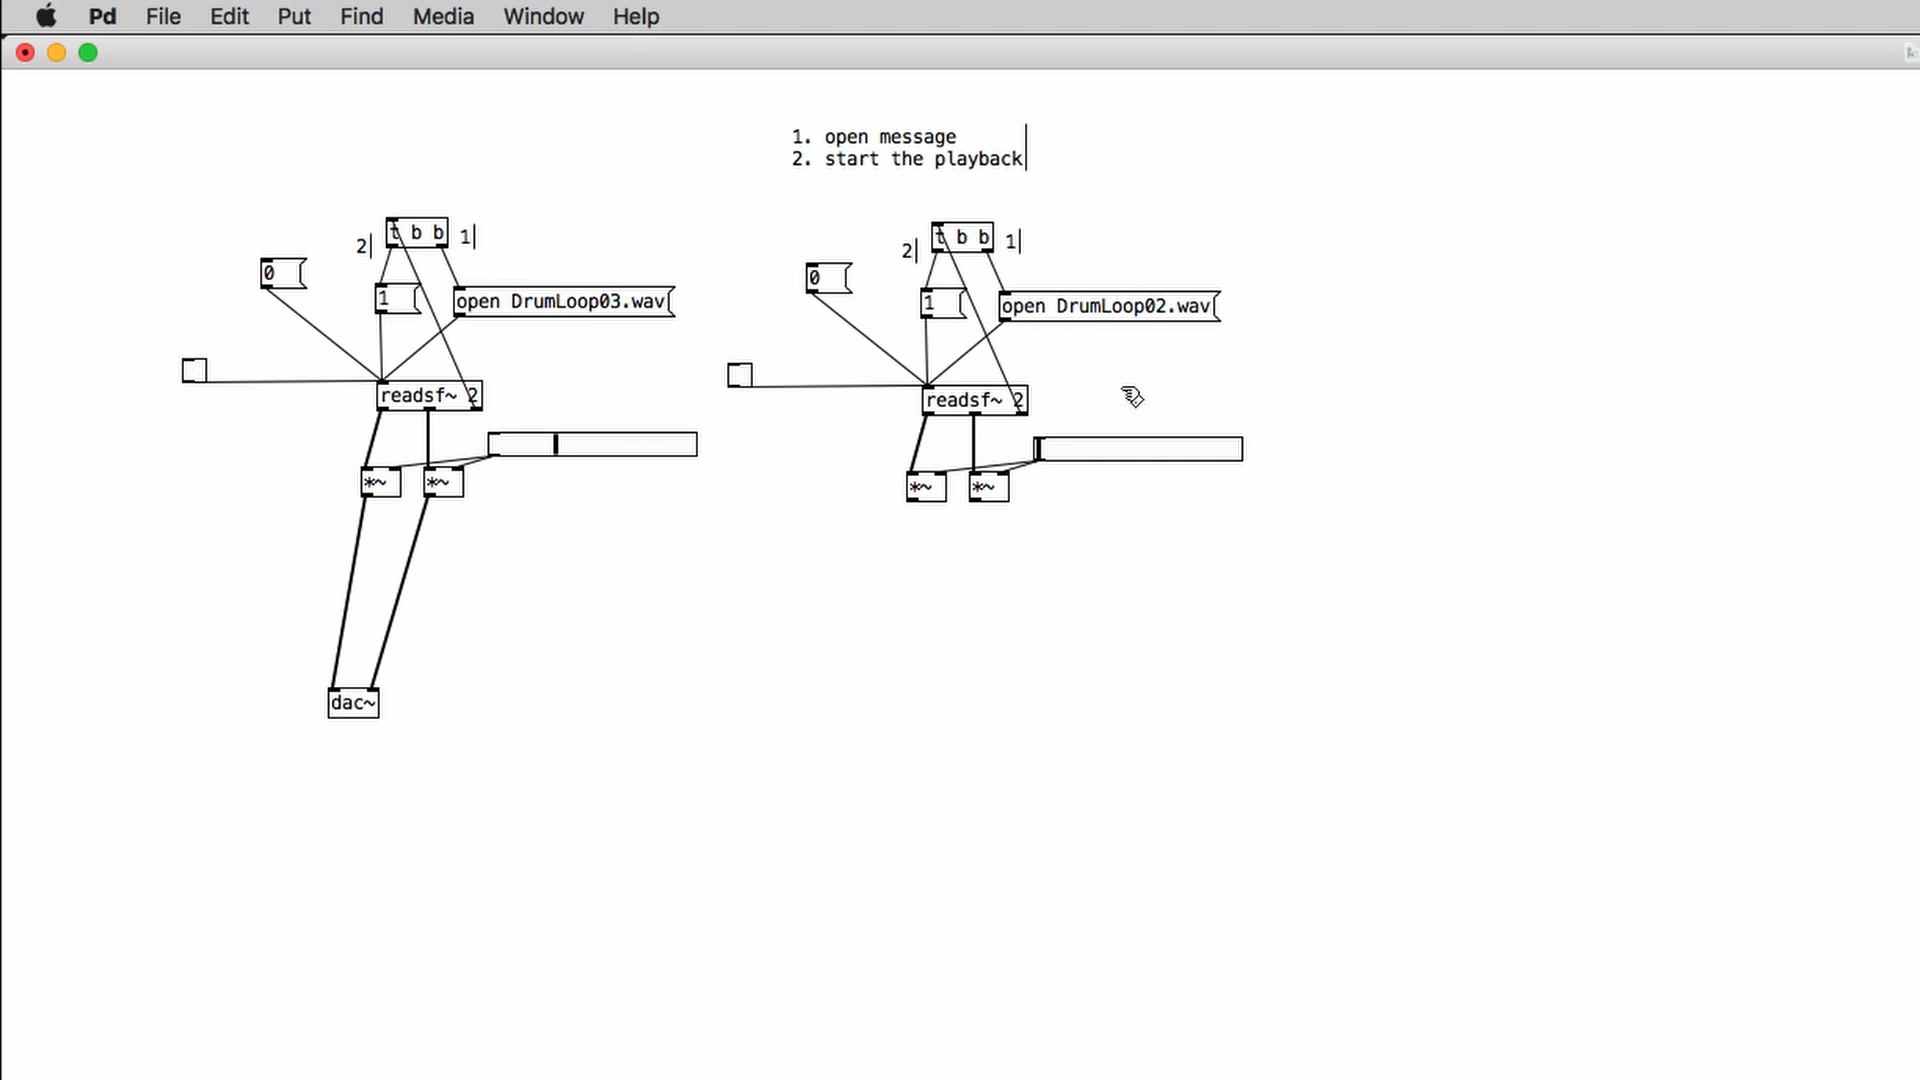 Pd File Edit Put Find Media Window Help
1. open message
2. start the playback
2 t b b 1
0
1
open DrumLoop03.wav
readsf~ 2
*~ *~
dac~
2 t b b 1
0
1
open DrumLoop02.wav
readsf~ 2
*~ *~